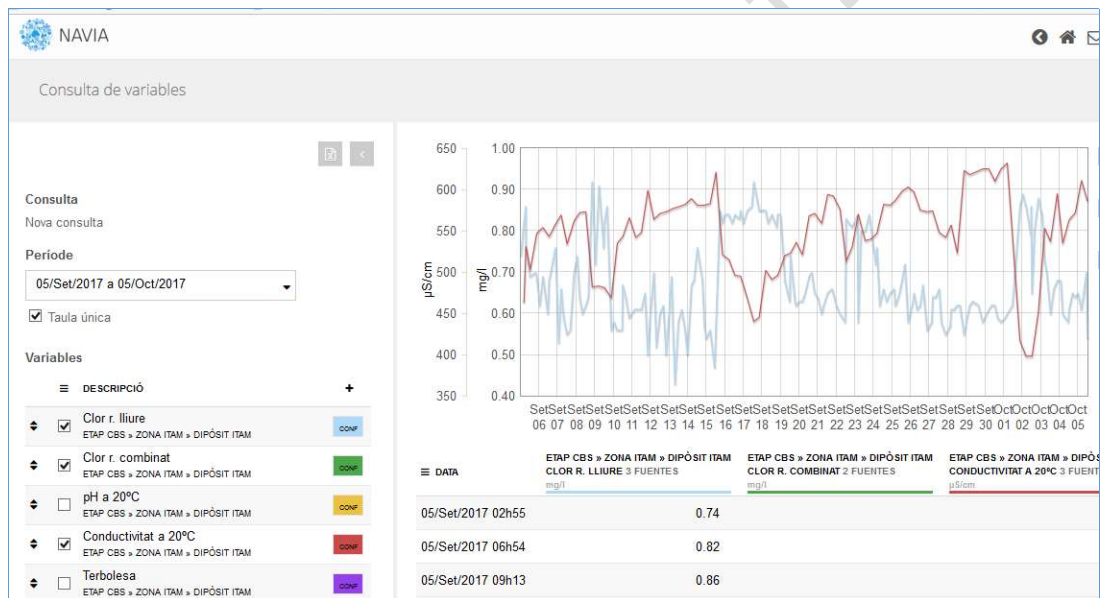 NAVIA
Consulta de variables
Consulta
Nova consulta
Període
05/Set/2017 a 05/Oct/2017
Taula única
Variables
DESCRIPCIÓ +
Clor r. lliure
ETAP CBS » ZONA ITAM » DIPÒSIT ITAM
CONF
Clor r. combinat
ETAP CBS » ZONA ITAM » DIPÒSIT ITAM
CONF
pH a 20ºC
ETAP CBS » ZONA ITAM » DIPÒSIT ITAM
CONF
Conductivitat a 20ºC
ETAP CBS » ZONA ITAM » DIPÒSIT ITAM
CONF
Terbolesa
ETAP CBS » ZONA ITAM » DIPÒSIT ITAM
CONF
650 1.00
600 0.90
550 0.80
500 0.70
450 0.60
400 0.50
350 0.40
µS/cm
mg/l
Set Set Set Set Set Set Set Set Set Set Set Set Set Set Set Set Set Set Set Set Set Set Set Set Set Oct Oct Oct Oct Oct
06 07 08 09 10 11 12 13 14 15 16 17 18 19 20 21 22 23 24 25 26 27 28 29 30 01 02 03 04 05
DATA
ETAP CBS » ZONA ITAM » DIPÒSIT ITAM
CLOR R. LLIURE 3 FUENTES
mg/l
ETAP CBS » ZONA ITAM » DIPÒSIT ITAM
CLOR R. COMBINAT 2 FUENTES
mg/l
ETAP CBS » ZONA ITAM » DIPÒS
CONDUCTIVITAT A 20ºC 3 FUENT
µS/cm
05/Set/2017 02h55 0.74
05/Set/2017 06h54 0.82
05/Set/2017 09h13 0.86